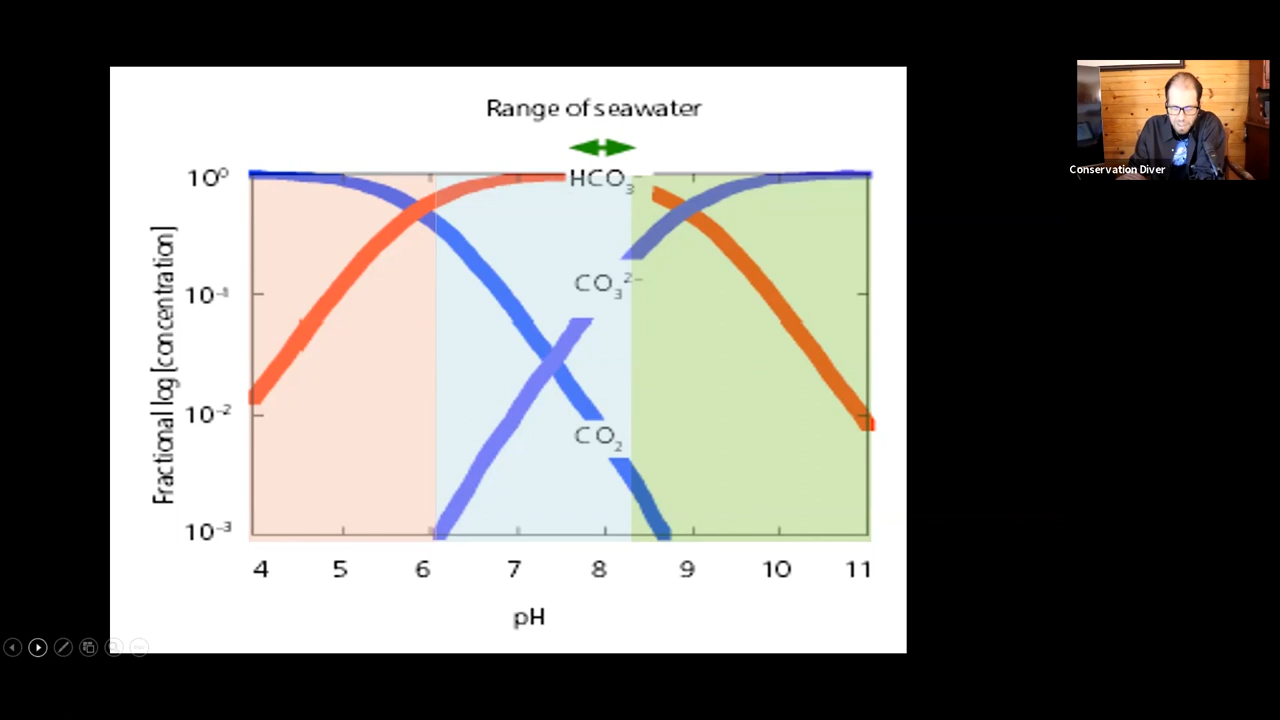 Range of seawater
HCO₃⁻
CO₃²⁻
CO₂
10⁰
10⁻¹
10⁻²
10⁻³
Fractional log [concentration]
4 5 6 7 8 9 10 11
pH
Conservation Diver